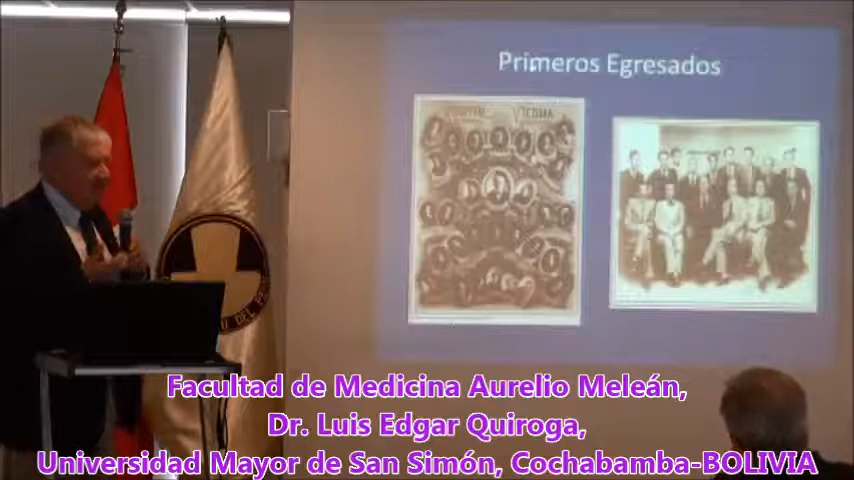 Primeros Egresados
Facultad de Medicina Aurelio Meleán,
Dr. Luis Edgar Quiroga,
Universidad Mayor de San Simón, Cochabamba-BOLIVIA